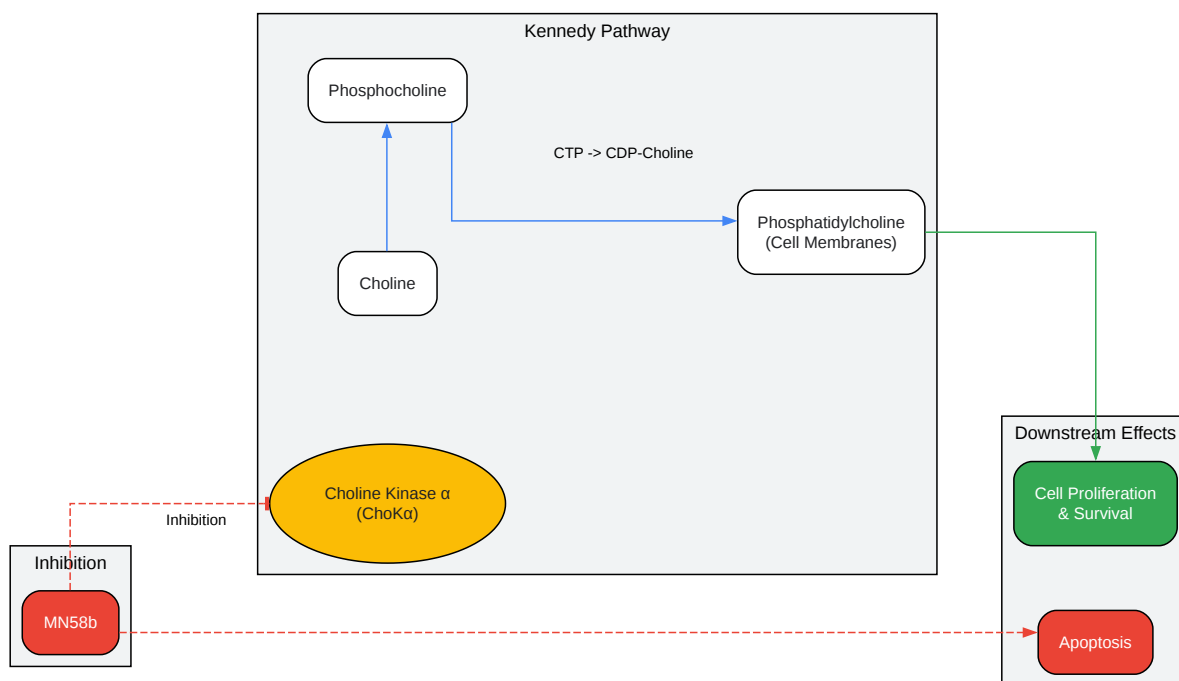 Kennedy Pathway
Phosphocholine
CTP -> CDP-Choline
Phosphatidylcholine
(Cell Membranes)
Choline
Downstream Effects
Choline Kinase α
(ChoKα)
Cell Proliferation
& Survival
Inhibition
Inhibition
MN58b
Apoptosis